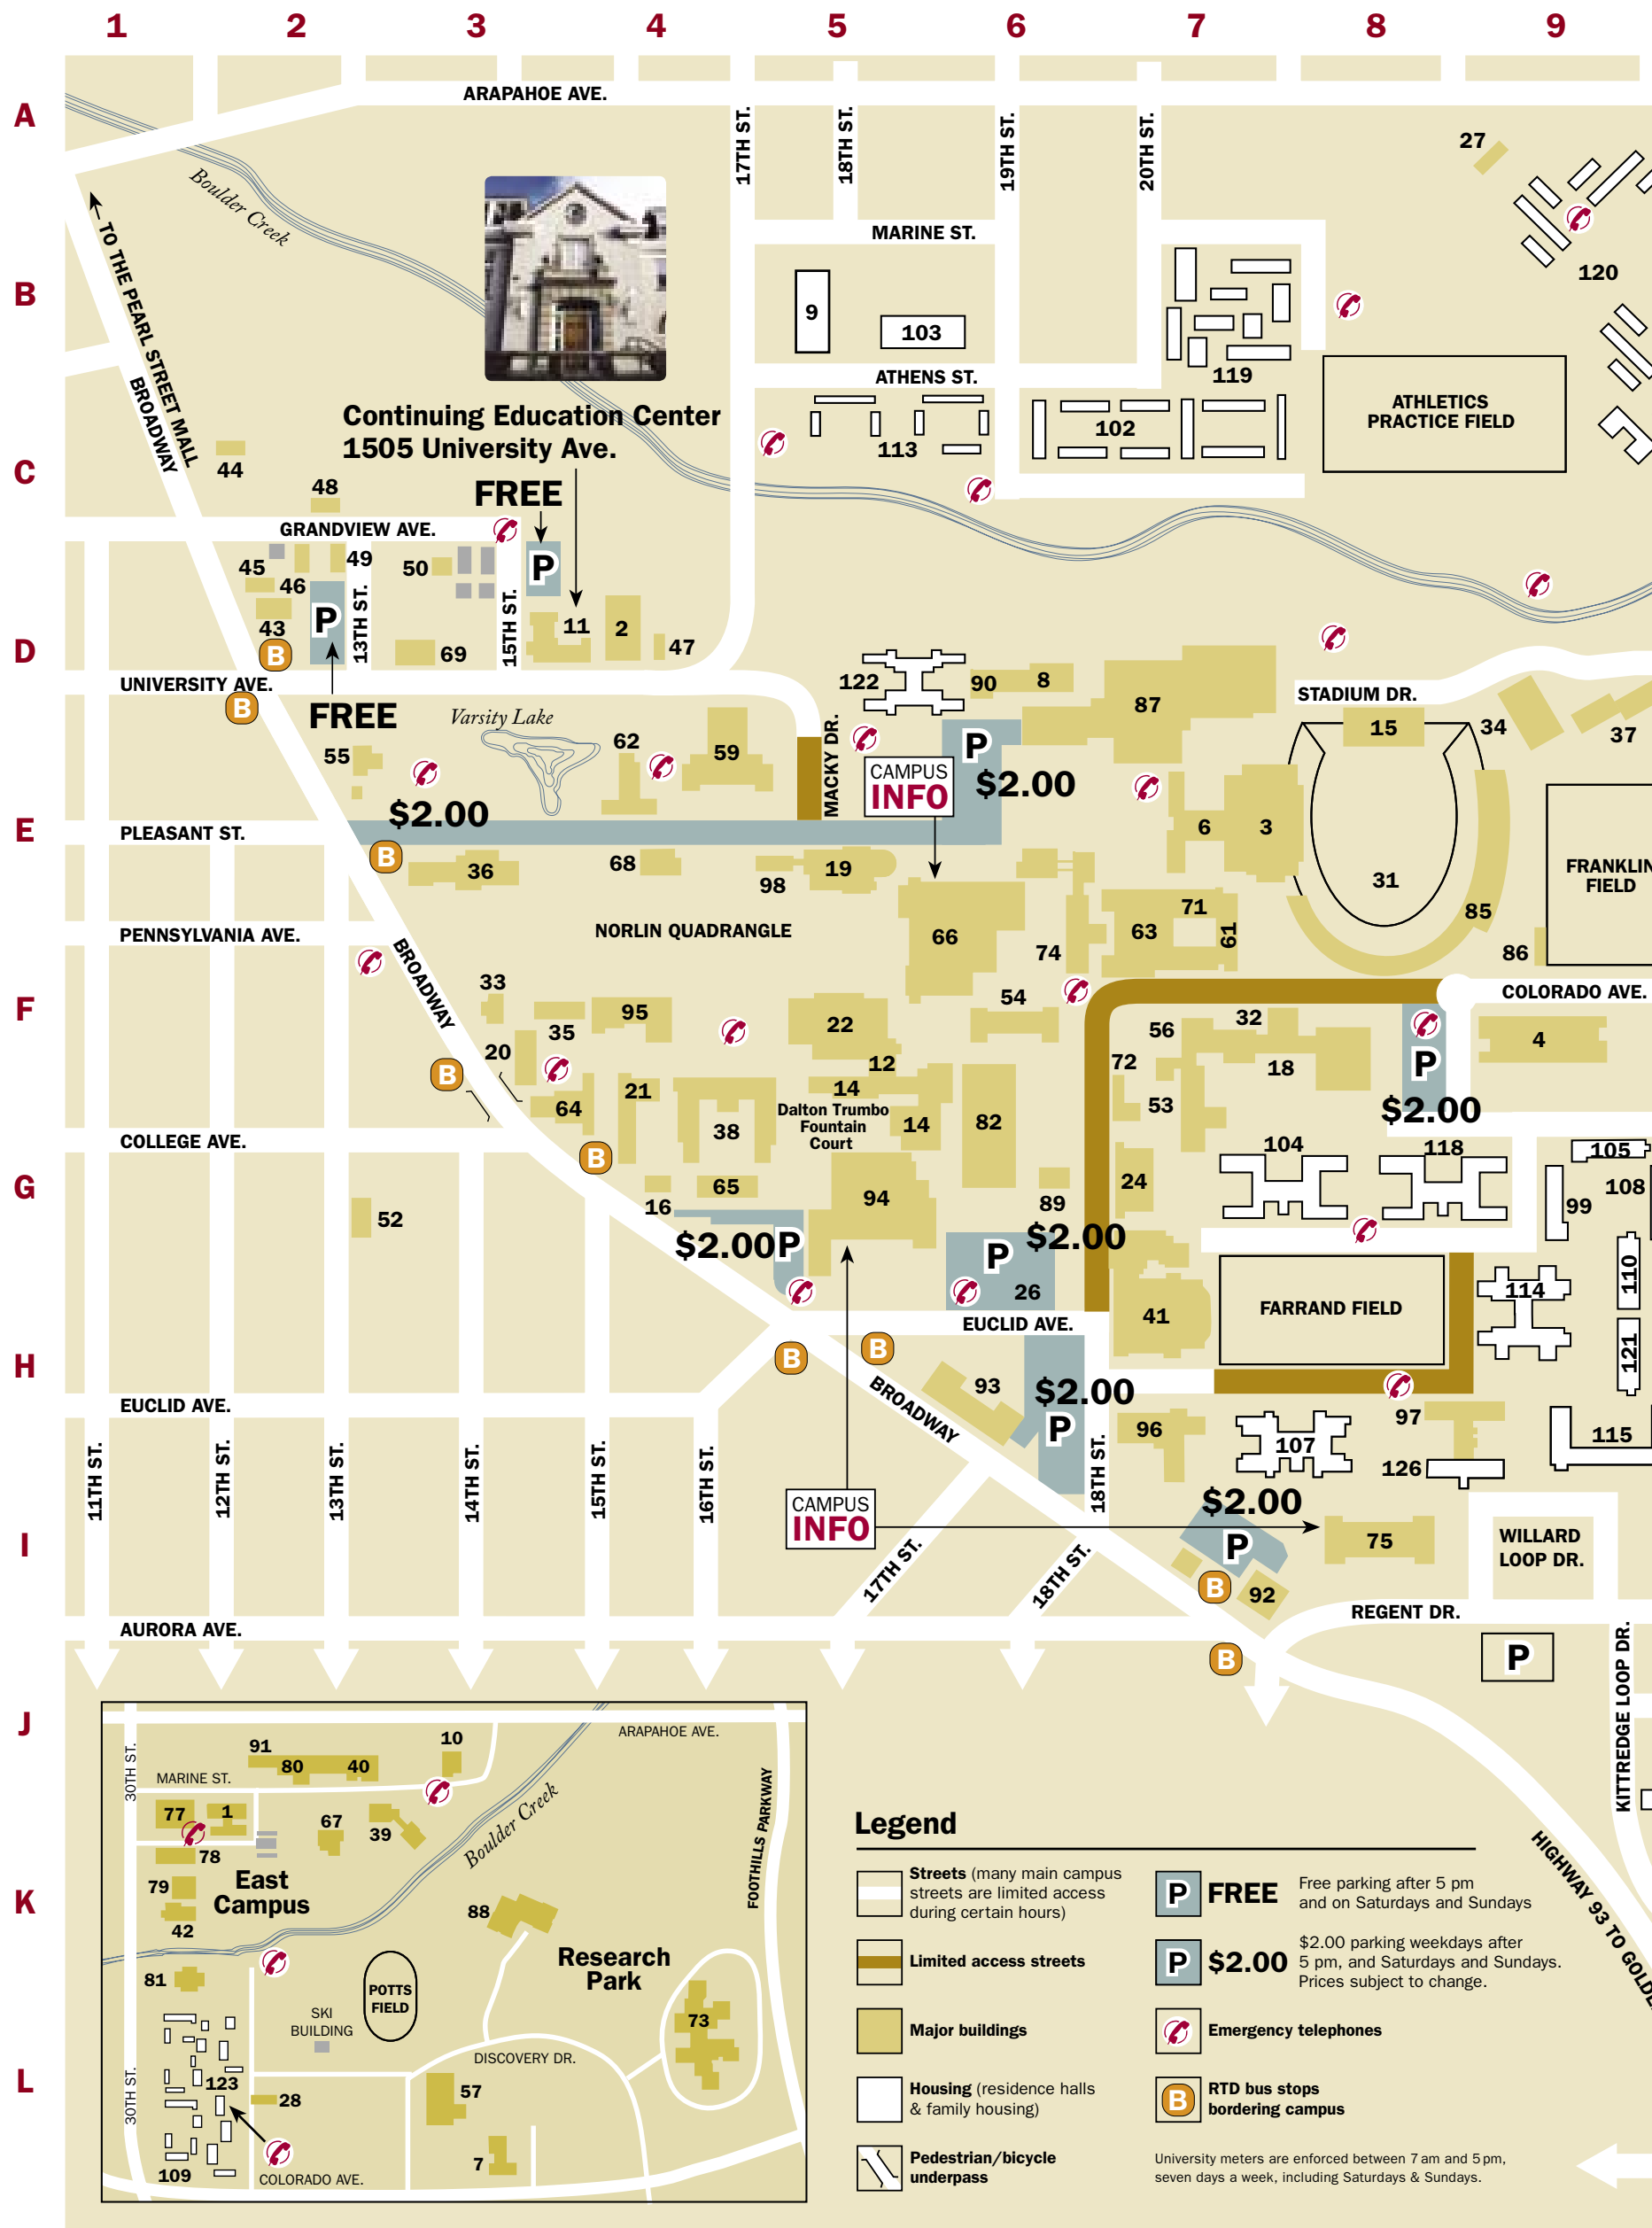 1 2 3 4 5 6 7 8 9
A
ARAPAHOE AVE.
17TH ST.
18TH ST.
19TH ST.
20TH ST.
27
Boulder Creek
TO THE PEARL STREET MALL
BROADWAY
MARINE ST.
B
120
9
103
119
ATHENS ST.
ATHLETICS
PRACTICE FIELD
102
113
Continuing Education Center
1505 University Ave.
C
44
48
FREE
GRANDVIEW AVE.
45
46
49
50
P
P
13TH ST.
15TH ST.
43
11
2
47
69
D
B
UNIVERSITY AVE.
B
FREE
122
90
8
87
STADIUM DR.
15
34
37
Varsity Lake
55
62
59
MACKY DR.
P
CAMPUS
INFO
$2.00
$2.00
E
PLEASANT ST.
6
3
B
36
68
98
19
31
FRANKLIN
FIELD
85
71
63
61
66
74
86
NORLIN QUADRANGLE
PENNSYLVANIA AVE.
BROADWAY
F
33
35
95
22
54
COLORADO AVE.
4
56
32
18
72
53
P
$2.00
20
B
64
21
38
12
14
Dalton Trumbo
Fountain
Court
14
82
COLLEGE AVE.
B
104
118
105
108
99
G
52
16
65
94
89
24
$2.00
P
P
$2.00
26
110
114
FARRAND FIELD
41
EUCLID AVE.
121
H
B
B
93
$2.00
P
BROADWAY
EUCLID AVE.
96
107
97
126
115
11TH ST.
12TH ST.
13TH ST.
14TH ST.
15TH ST.
16TH ST.
18TH ST.
CAMPUS
INFO
I
$2.00
P
75
WILLARD
LOOP DR.
17TH ST.
18TH ST.
B
92
REGENT DR.
AURORA AVE.
B
P
KITTREDGE LOOP DR.
J
30TH ST.
ARAPAHOE AVE.
91
80
40
10
MARINE ST.
77
1
67
39
78
Boulder Creek
FOOTHILLS PARKWAY
K
East
Campus
79
42
88
Research
Park
81
POTTS
FIELD
SKI
BUILDING
73
DISCOVERY DR.
L
30TH ST.
123
28
57
7
109
COLORADO AVE.
HIGHWAY 93 TO
Legend
Streets (many main campus
streets are limited access
during certain hours)
Limited access streets
Major buildings
Housing (residence halls
& family housing)
Pedestrian/bicycle
underpass
P FREE Free parking after 5 pm
and on Saturdays and Sundays
P $2.00 $2.00 parking weekdays after
5 pm, and Saturdays and Sundays.
Prices subject to change.
Emergency telephones
B RTD bus stops
bordering campus
University meters are enforced between 7 am and 5 pm,
seven days a week, including Saturdays & Sundays.